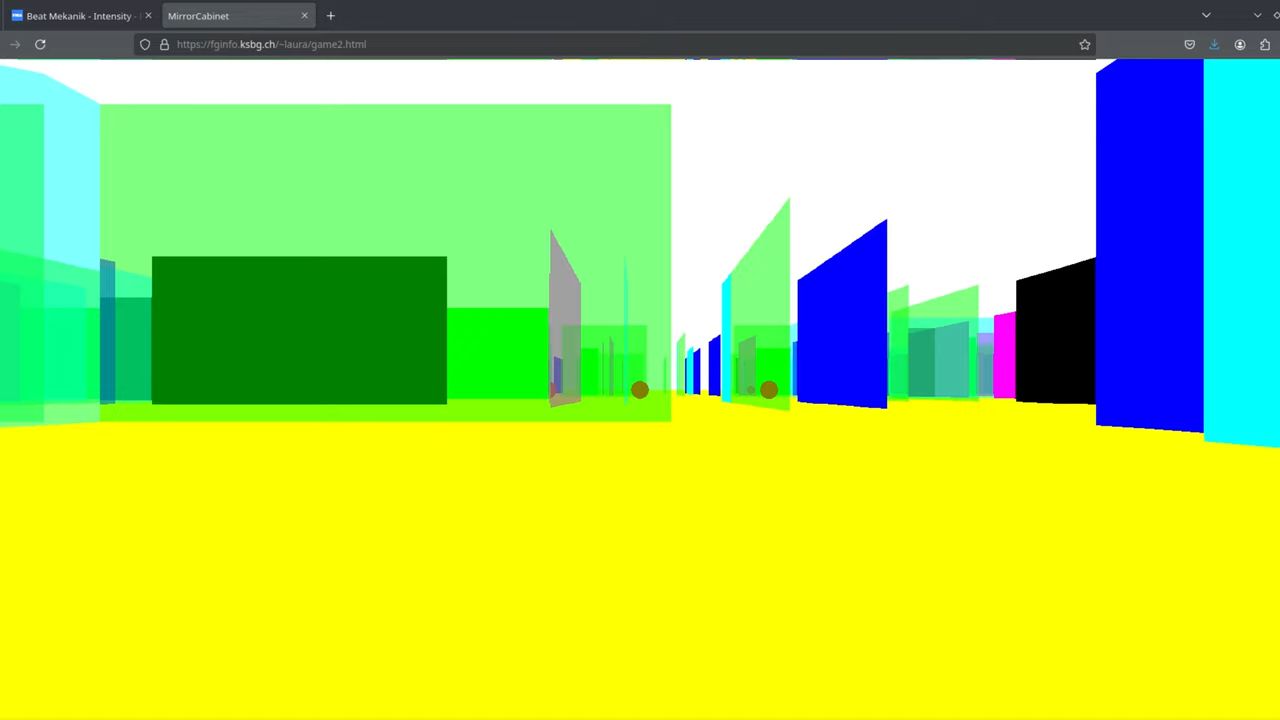 Beat Mekanik - Intensity -
MirrorCabinet
https://fginfo.ksbg.ch/~laura/game2.html